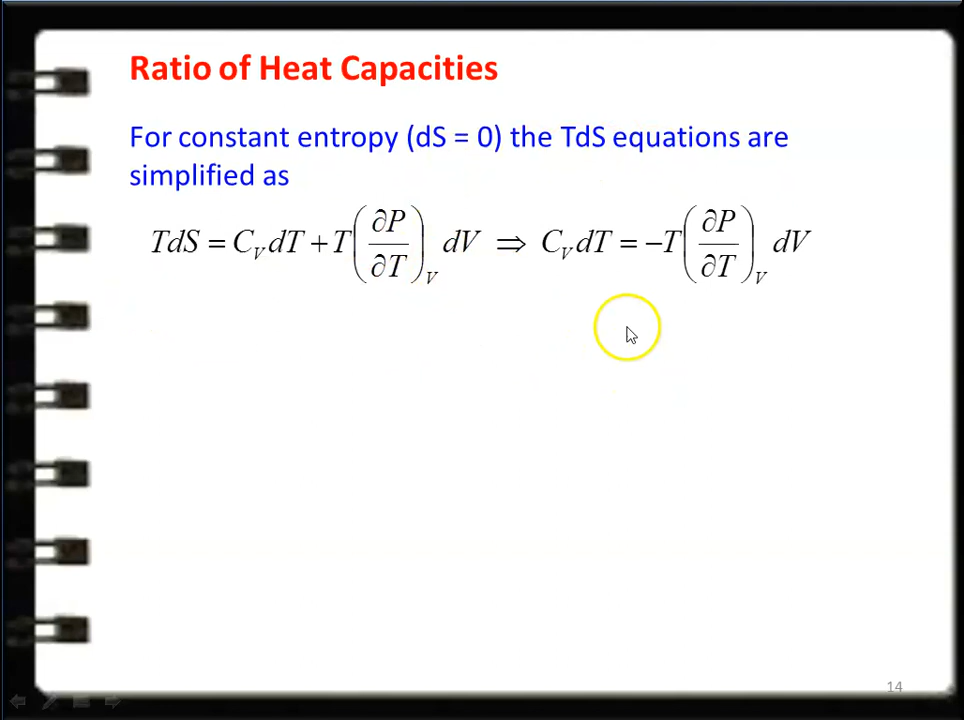 Ratio of Heat Capacities
For constant entropy (dS = 0) the TdS equations are
simplified as
TdS = C_V dT + T (∂P/∂T)_V dV ⇒ C_V dT = −T (∂P/∂T)_V dV
14